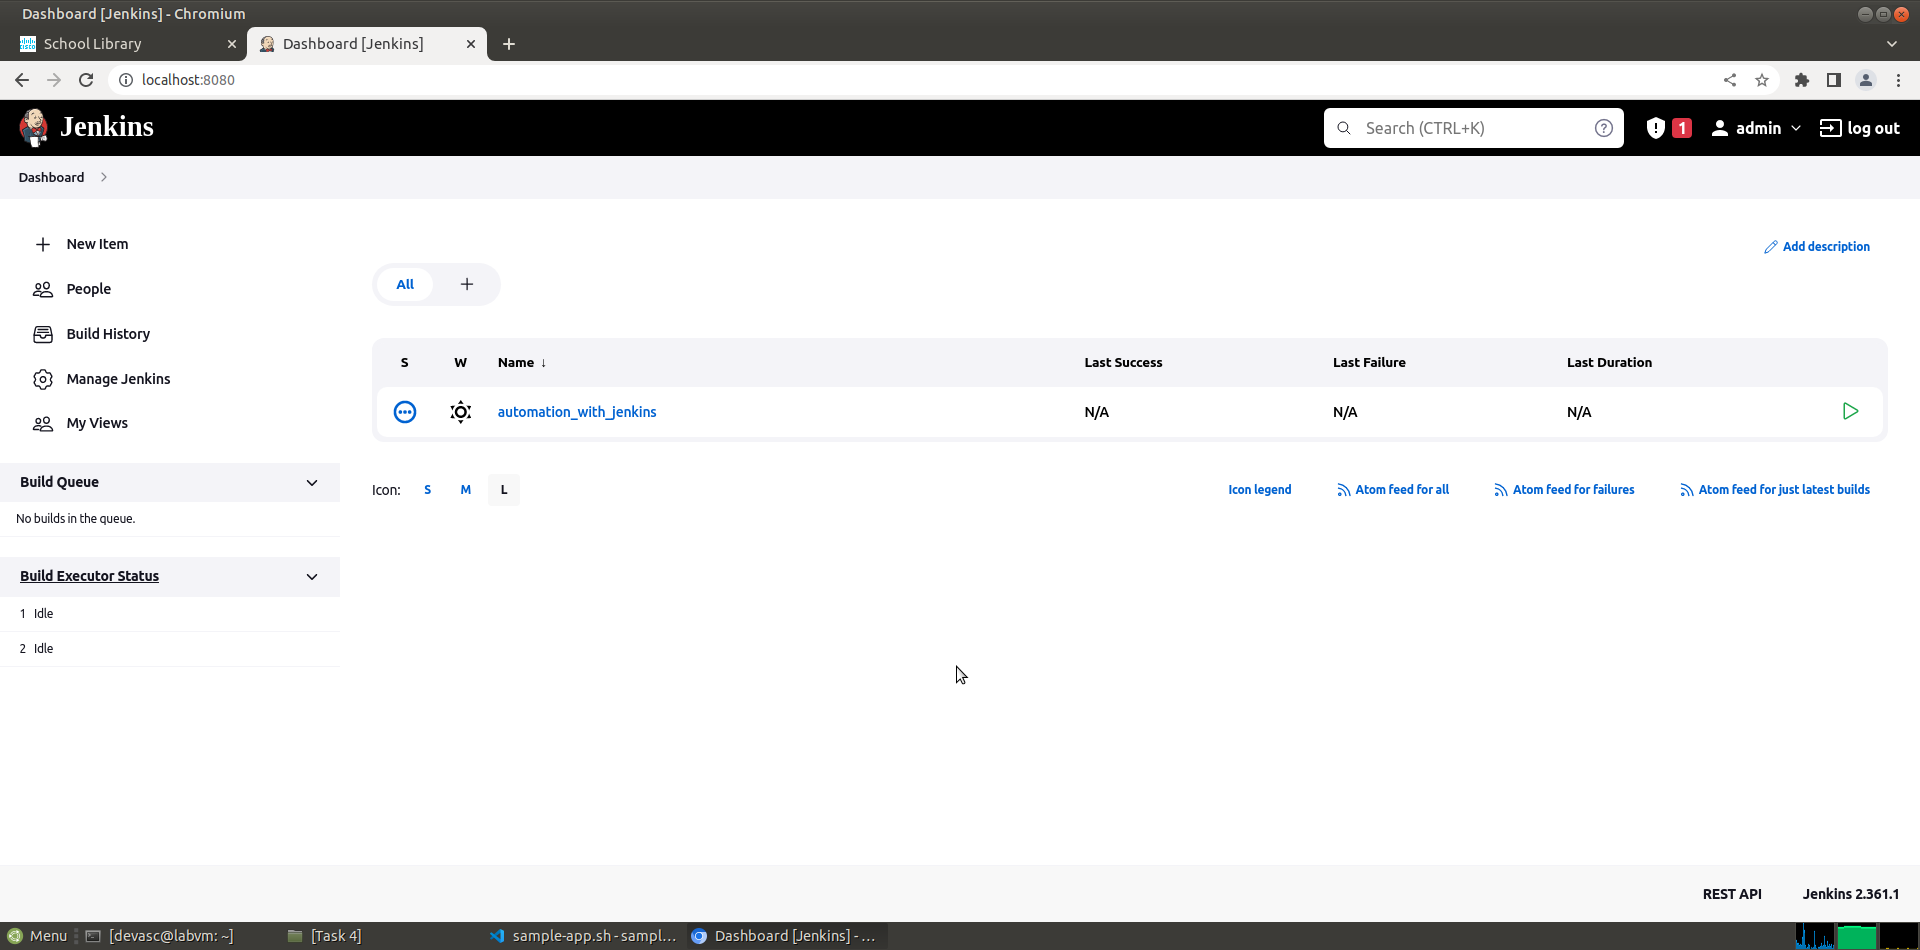 Dashboard [Jenkins] - Chromium
School Library
Dashboard [Jenkins]
localhost:8080
Jenkins
Search (CTRL+K)
1
admin
log out
Dashboard
New Item
People
Build History
Manage Jenkins
My Views
Build Queue
No builds in the queue.
Build Executor Status
1 Idle
2 Idle
Add description
All
S W Name ↓ Last Success Last Failure Last Duration
automation_with_jenkins N/A N/A N/A
Icon: S M L
Icon legend
Atom feed for all
Atom feed for failures
Atom feed for just latest builds
REST API
Jenkins 2.361.1
Menu
[devasc@labvm: ~]
[Task 4]
sample-app.sh - sampl...
Dashboard [Jenkins] - ...